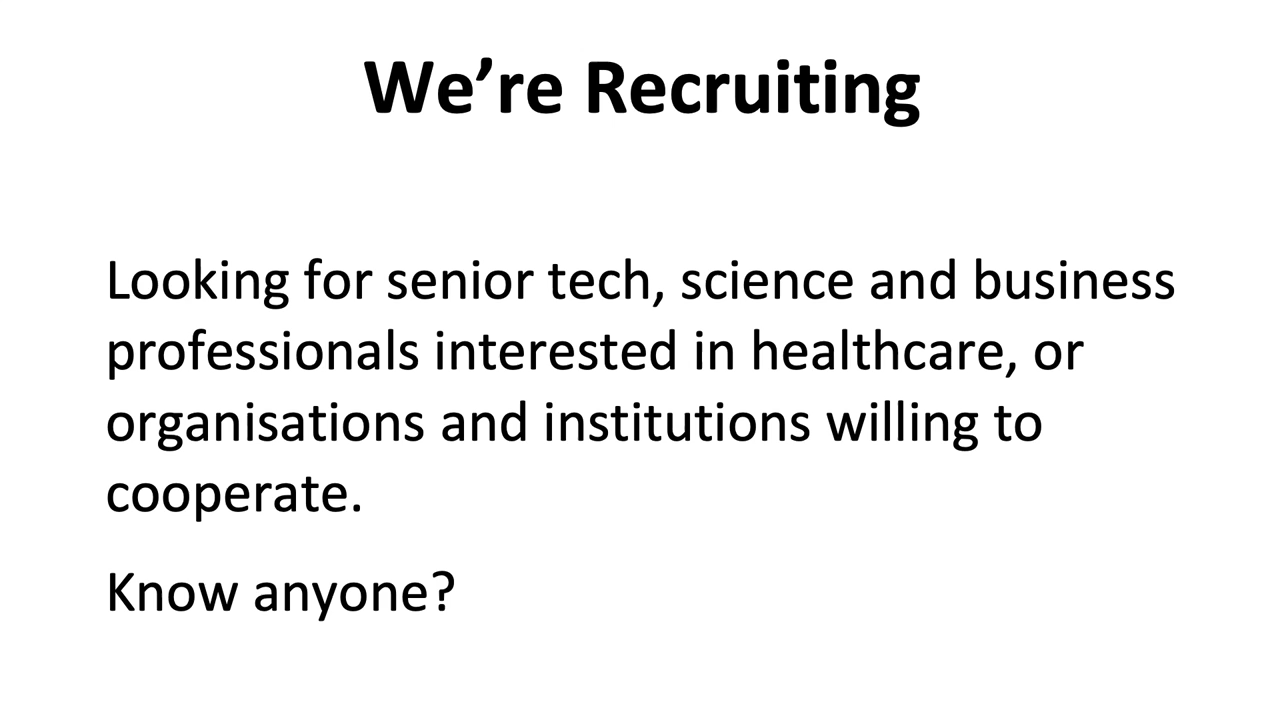 We’re Recruiting
Looking for senior tech, science and business
professionals interested in healthcare, or
organisations and institutions willing to
cooperate.
Know anyone?